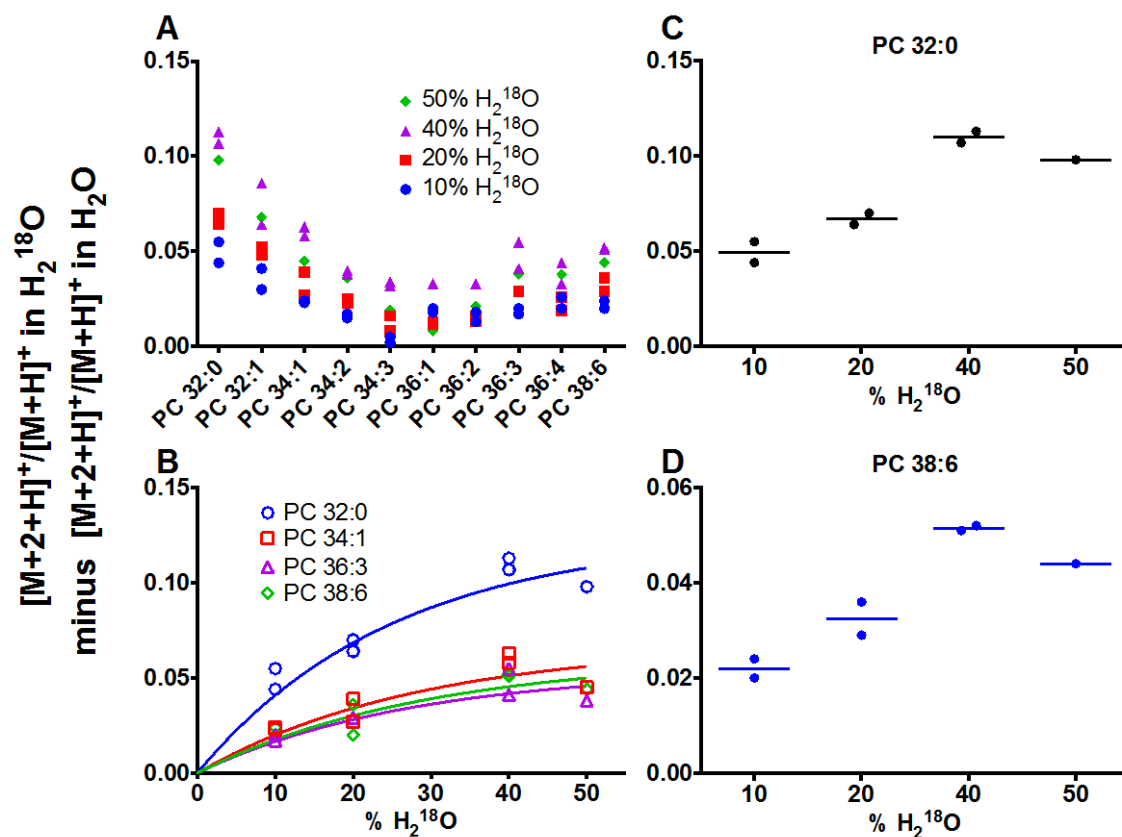 [M+2+H]⁺/[M+H]⁺ in H₂¹⁸O
minus [M+2+H]⁺/[M+H]⁺ in H₂O
A
0.15
0.10
0.05
0.00
50% H₂¹⁸O
40% H₂¹⁸O
20% H₂¹⁸O
10% H₂¹⁸O
PC 32:0
PC 32:1
PC 34:1
PC 34:2
PC 34:3
PC 36:1
PC 36:2
PC 36:3
PC 36:4
PC 38:6
C
PC 32:0
0.15
0.10
0.05
0.00
10 20 40 50
% H₂¹⁸O
B
0.15
0.10
0.05
0.00
PC 32:0
PC 34:1
PC 36:3
PC 38:6
0 10 20 30 40 50
% H₂¹⁸O
D
PC 38:6
0.06
0.04
0.02
0.00
10 20 40 50
% H₂¹⁸O